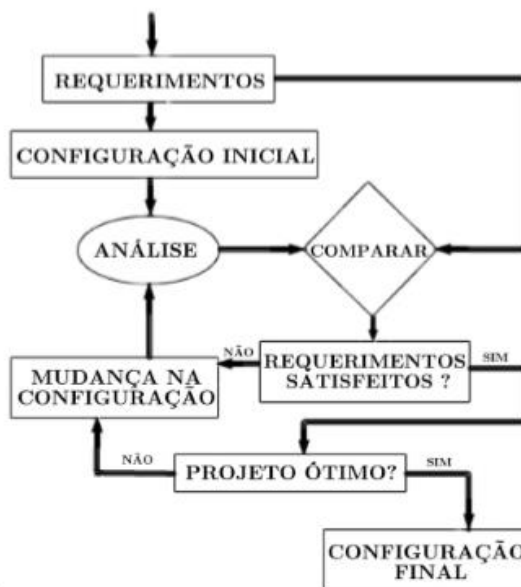 REQUERIMENTOS
CONFIGURAÇÃO INICIAL
ANÁLISE
COMPARAR
NÃO
REQUERIMENTOS
SATISFEITOS ?
SIM
MUDANÇA NA
CONFIGURAÇÃO
NÃO
PROJETO ÓTIMO?
SIM
CONFIGURAÇÃO
FINAL